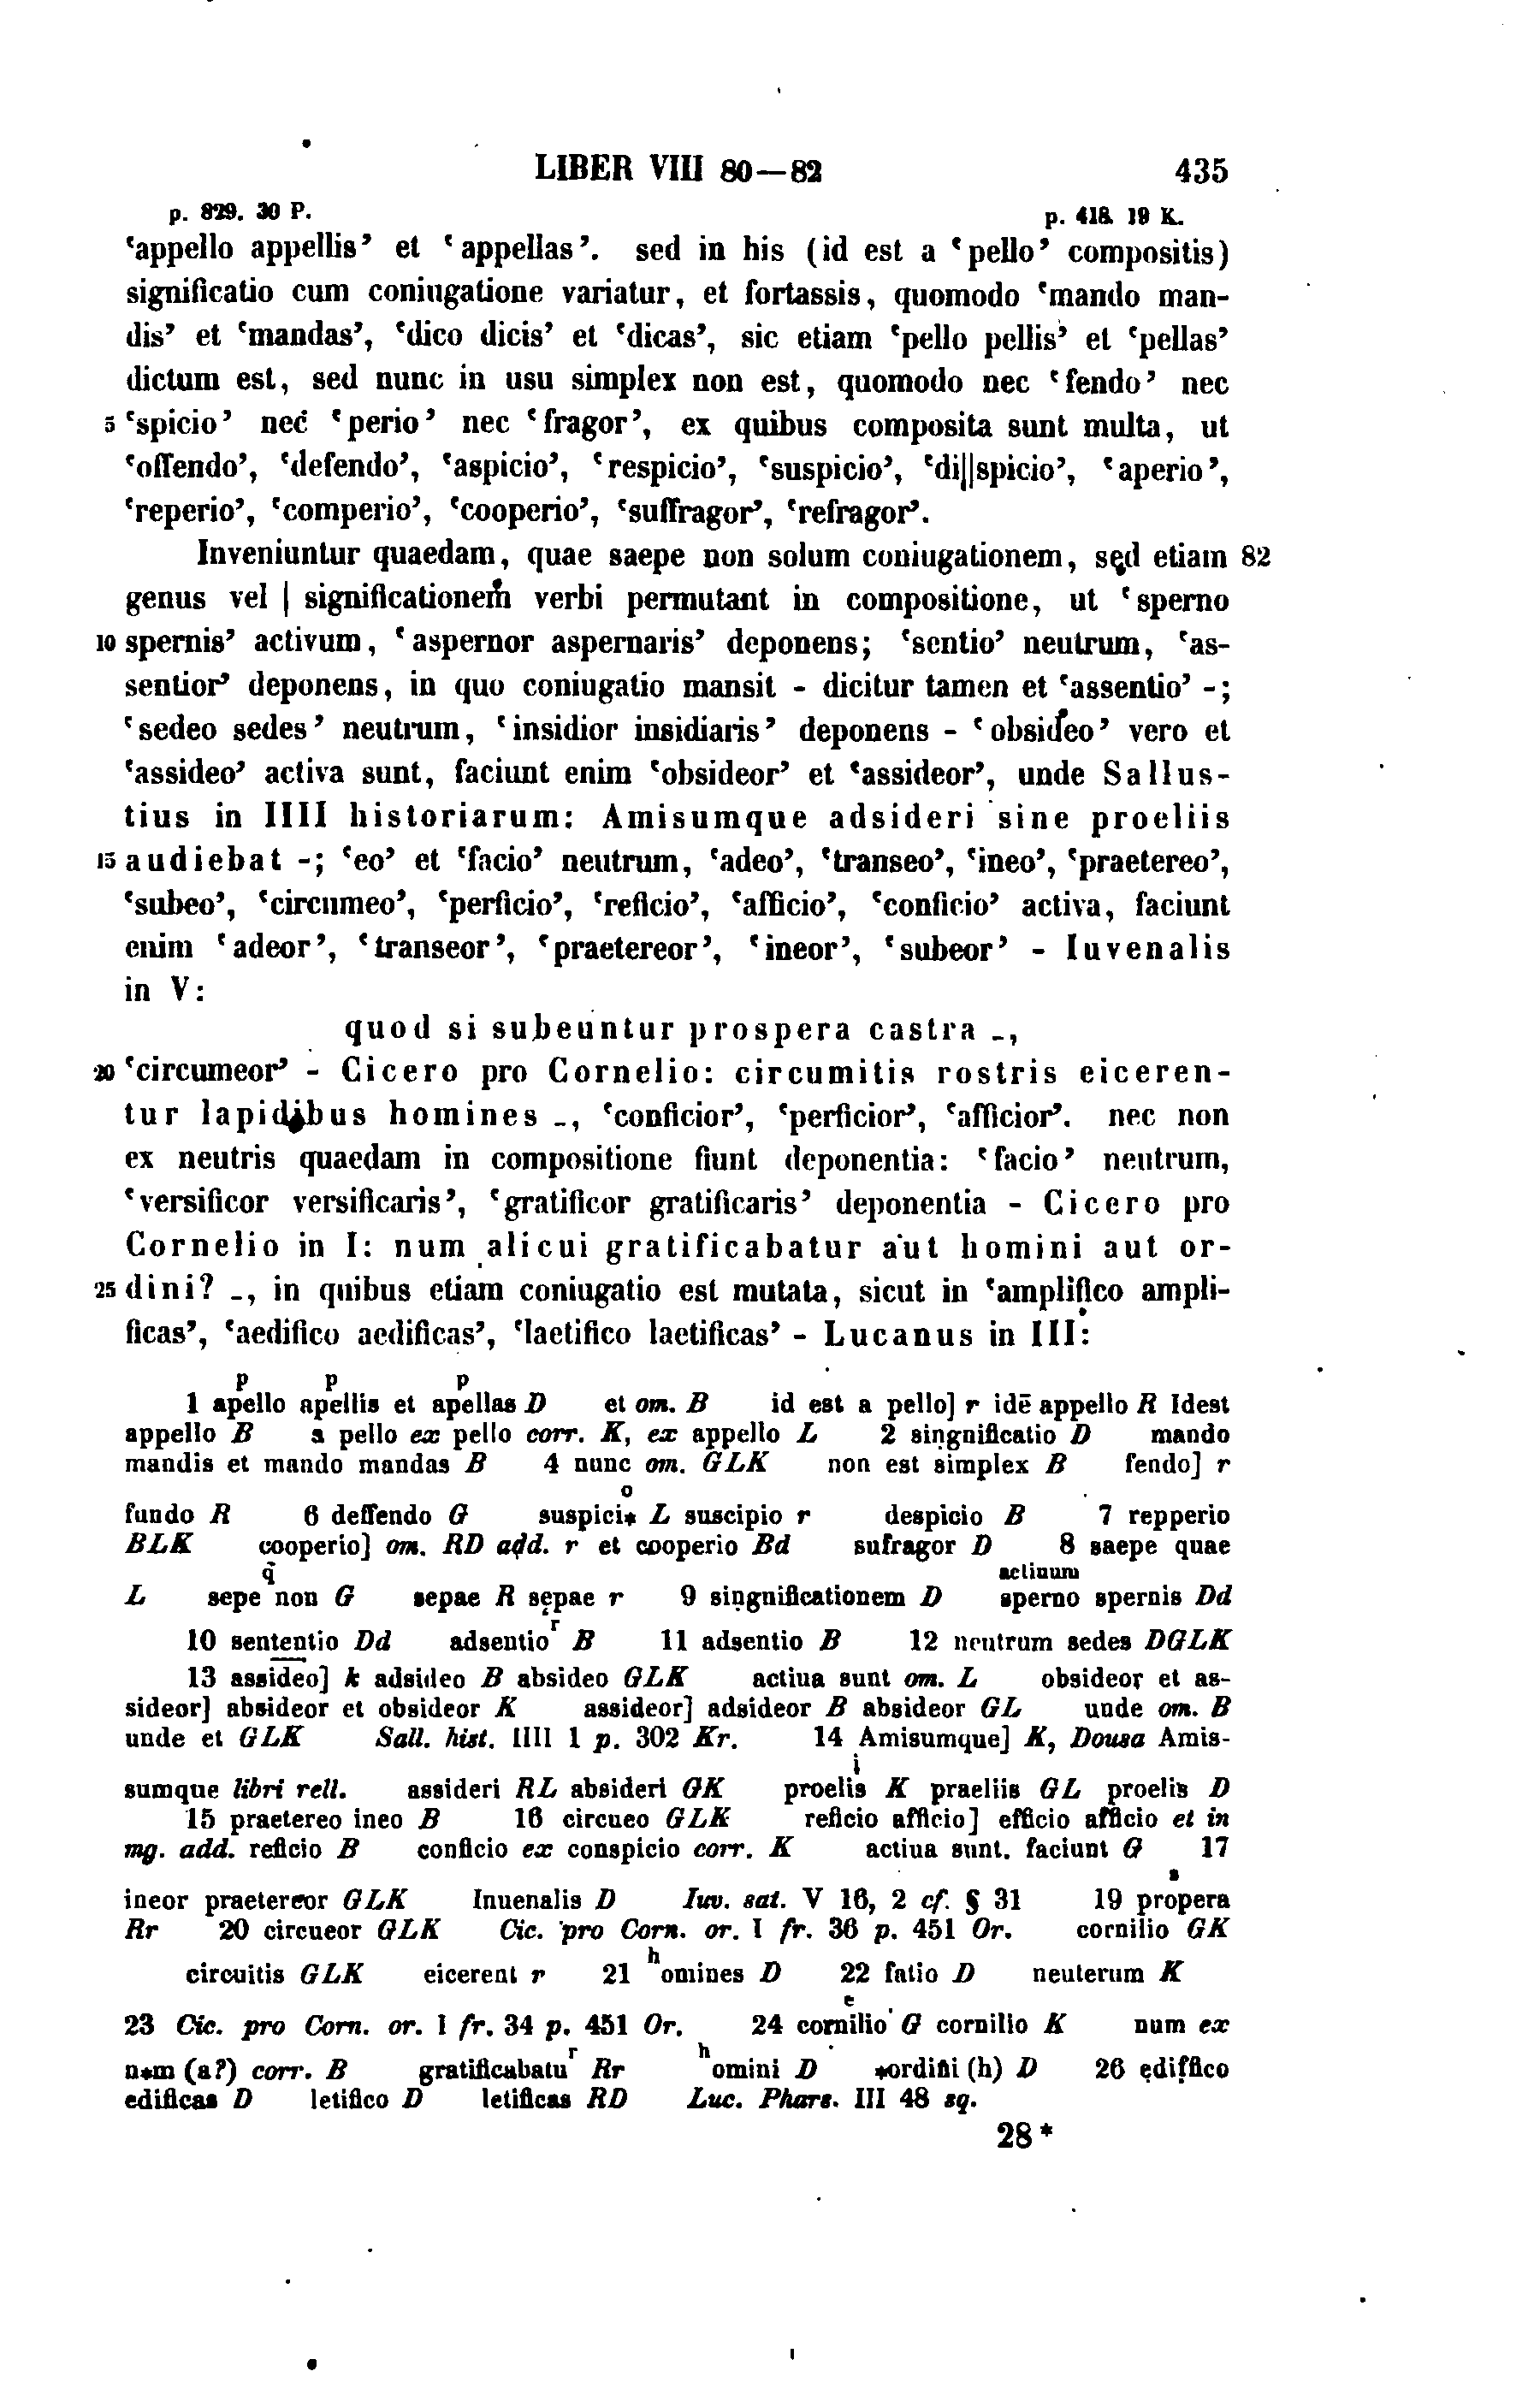 LIBER VIII 80—82 435
p. 829. 30 P. p. 418. 19 K.
‘appello appellis’ et ‘appellas’. sed in his (id est a ‘pello’ compositis)
significatio cum coniugatione variatur, et fortassis, quomodo ‘mando man-
dis’ et ‘mandas’, ‘dico dicis’ et ‘dicas’, sic etiam ‘pello pellis’ et ‘pellas’
dictum est, sed nunc in usu simplex non est, quomodo nec ‘fendo’ nec
5 ‘spicio’ nec ‘perio’ nec ‘fragor’, ex quibus composita sunt multa, ut
‘offendo’, ‘defendo’, ‘aspicio’, ‘respicio’, ‘suspicio’, ‘di||spicio’, ‘aperio’,
‘reperio’, ‘comperio’, ‘cooperio’, ‘suffragor’, ‘refragor’.
Inveniuntur quaedam, quae saepe non solum coniugationem, sed etiam 82
genus vel | significationem verbi permutant in compositione, ut ‘sperno
10 spernis’ activum, ‘aspernor aspernaris’ deponens; ‘sentio’ neutrum, ‘as-
sentior’ deponens, in quo coniugatio mansit - dicitur tamen et ‘assentio’ -;
‘sedeo sedes’ neutrum, ‘insidior insidiaris’ deponens - ‘obsideo’ vero et
‘assideo’ activa sunt, faciunt enim ‘obsideor’ et ‘assideor’, unde Sallus-
tius in IIII historiarum: Amisumque adsideri sine proeliis
15 audiebat -; ‘eo’ et ‘facio’ neutrum, ‘adeo’, ‘transeo’, ‘ineo’, ‘praetereo’,
‘subeo’, ‘circumeo’, ‘perficio’, ‘reficio’, ‘afficio’, ‘conficio’ activa, faciunt
enim ‘adeor’, ‘transeor’, ‘praetereor’, ‘ineor’, ‘subeor’ - Iuvenalis
in V:
quod si subeuntur prospera castra -,
20 ‘circumeor’ - Cicero pro Cornelio: circumitis rostris eiceren-
tur lapidibus homines -, ‘conficior’, ‘perficior’, ‘afficior’. nec non
ex neutris quaedam in compositione fiunt deponentia: ‘facio’ neutrum,
‘versificor versificaris’, ‘gratificor gratificaris’ deponentia - Cicero pro
Cornelio in I: num alicui gratificabatur aut homini aut or-
25 dini? -, in quibus etiam coniugatio est mutata, sicut in ‘amplifico ampli-
ficas’, ‘aedifico aedificas’, ‘laetifico laetificas’ - Lucanus in III:
p p p
1 apello apellis et apellas D et om. B id est a pello] r idē appello R Idest
appello B a pello ex pello corr. K, ex appello L 2 singnificatio D mando
mandis et mando mandas B 4 nunc om. GLK non est simplex B fendo] r
o
fundo R 6 deffendo G suspici* L suscipio r despicio B 7 repperio
BLK cooperio] om. RD add. r et cooperio Bd sufragor D 8 saepe quae
q̄ actiuum
L sepe non G sepae R sępae r 9 singnificationem D sperno spernis Dd
r
10 sententio Dd adsentio B 11 adsentio B 12 neutrum sedes DGLK
13 assideo] k adsideo B absideo GLK actiua sunt om. L obsideor et as-
sideor] absideor et obsideor K assideor] adsideor B absideor GL unde om. B
unde et GLK Sall. hist. IIII 1 p. 302 Kr. 14 Amisumque] K, Dousa Amis-
i
sumque libri rell. assideri RL absideri GK proelis K praeliis GL proelis D
15 praetereo ineo B 16 circueo GLK reficio afficio] efficio afficio et in
mg. add. reficio B conficio ex conspicio corr. K actiua sunt. faciunt G 17
s
ineor praetereor GLK Inuenalis D Iuv. sat. V 16, 2 cf. § 31 19 propera
Rr 20 circueor GLK Cic. pro Corn. or. I fr. 36 p. 451 Or. cornilio GK
h
circuitis GLK eicerent r 21 omines D 22 fatio D neuterum K
e
23 Cic. pro Corn. or. I fr. 34 p. 451 Or. 24 cornilio G cornilio K num ex
r h
n*m (a?) corr. B gratificabatu Rr omini D *ordini (h) D 26 ediffico
edificas D letifico D letificas RD Luc. Phars. III 48 sq.
28*